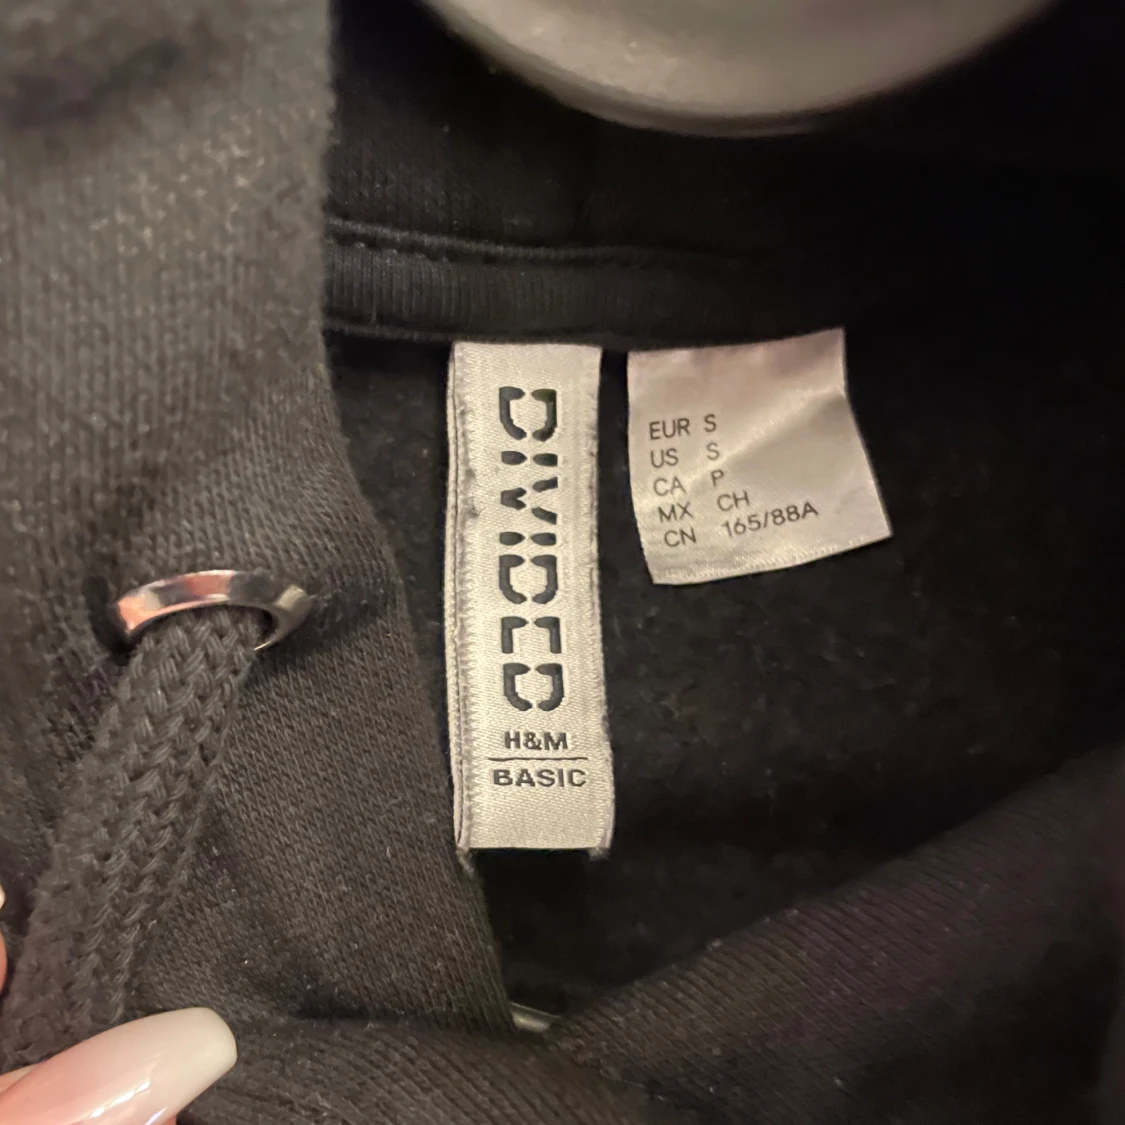 DIVIDED
H&M
BASIC
EUR S
US S
CA P
MX CH
CN 165/88A